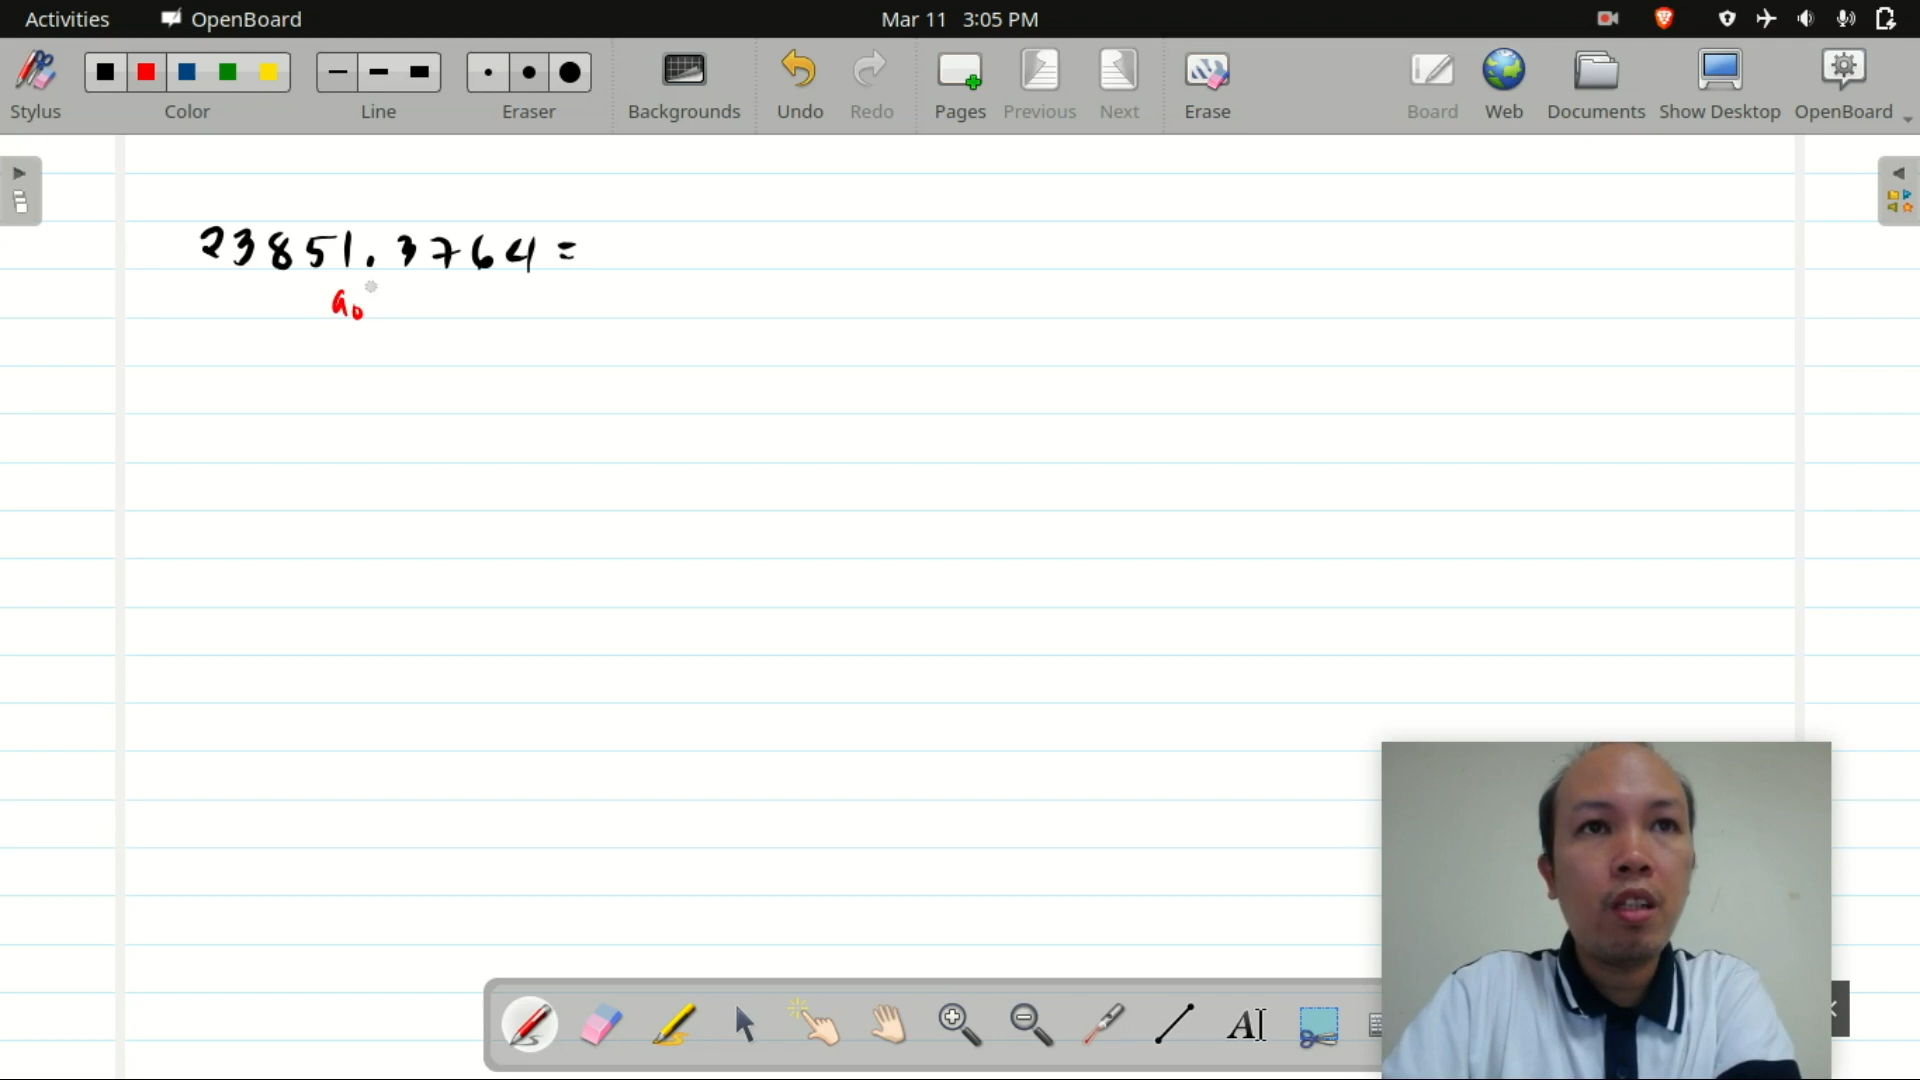 Activities OpenBoard Mar 11 3:05 PM
Stylus Color Line Eraser Backgrounds Undo Redo Pages Previous Next Erase Board Web Documents Show Desktop OpenBoard
23851.3764 =
a₀
A